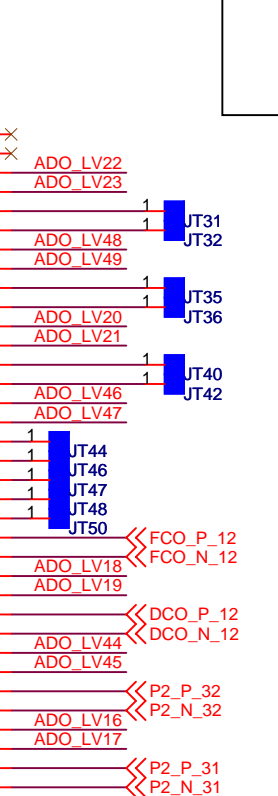 ADO_LV22
ADO_LV23
1
JT31
1
JT32
ADO_LV48
ADO_LV49
1
JT35
1
JT36
ADO_LV20
ADO_LV21
1
JT40
1
JT42
ADO_LV46
ADO_LV47
1
JT44
1
JT46
1
JT47
1
JT48
1
JT50
FCO_P_12
FCO_N_12
ADO_LV18
ADO_LV19
DCO_P_12
DCO_N_12
ADO_LV44
ADO_LV45
P2_P_32
P2_N_32
ADO_LV16
ADO_LV17
P2_P_31
P2_N_31